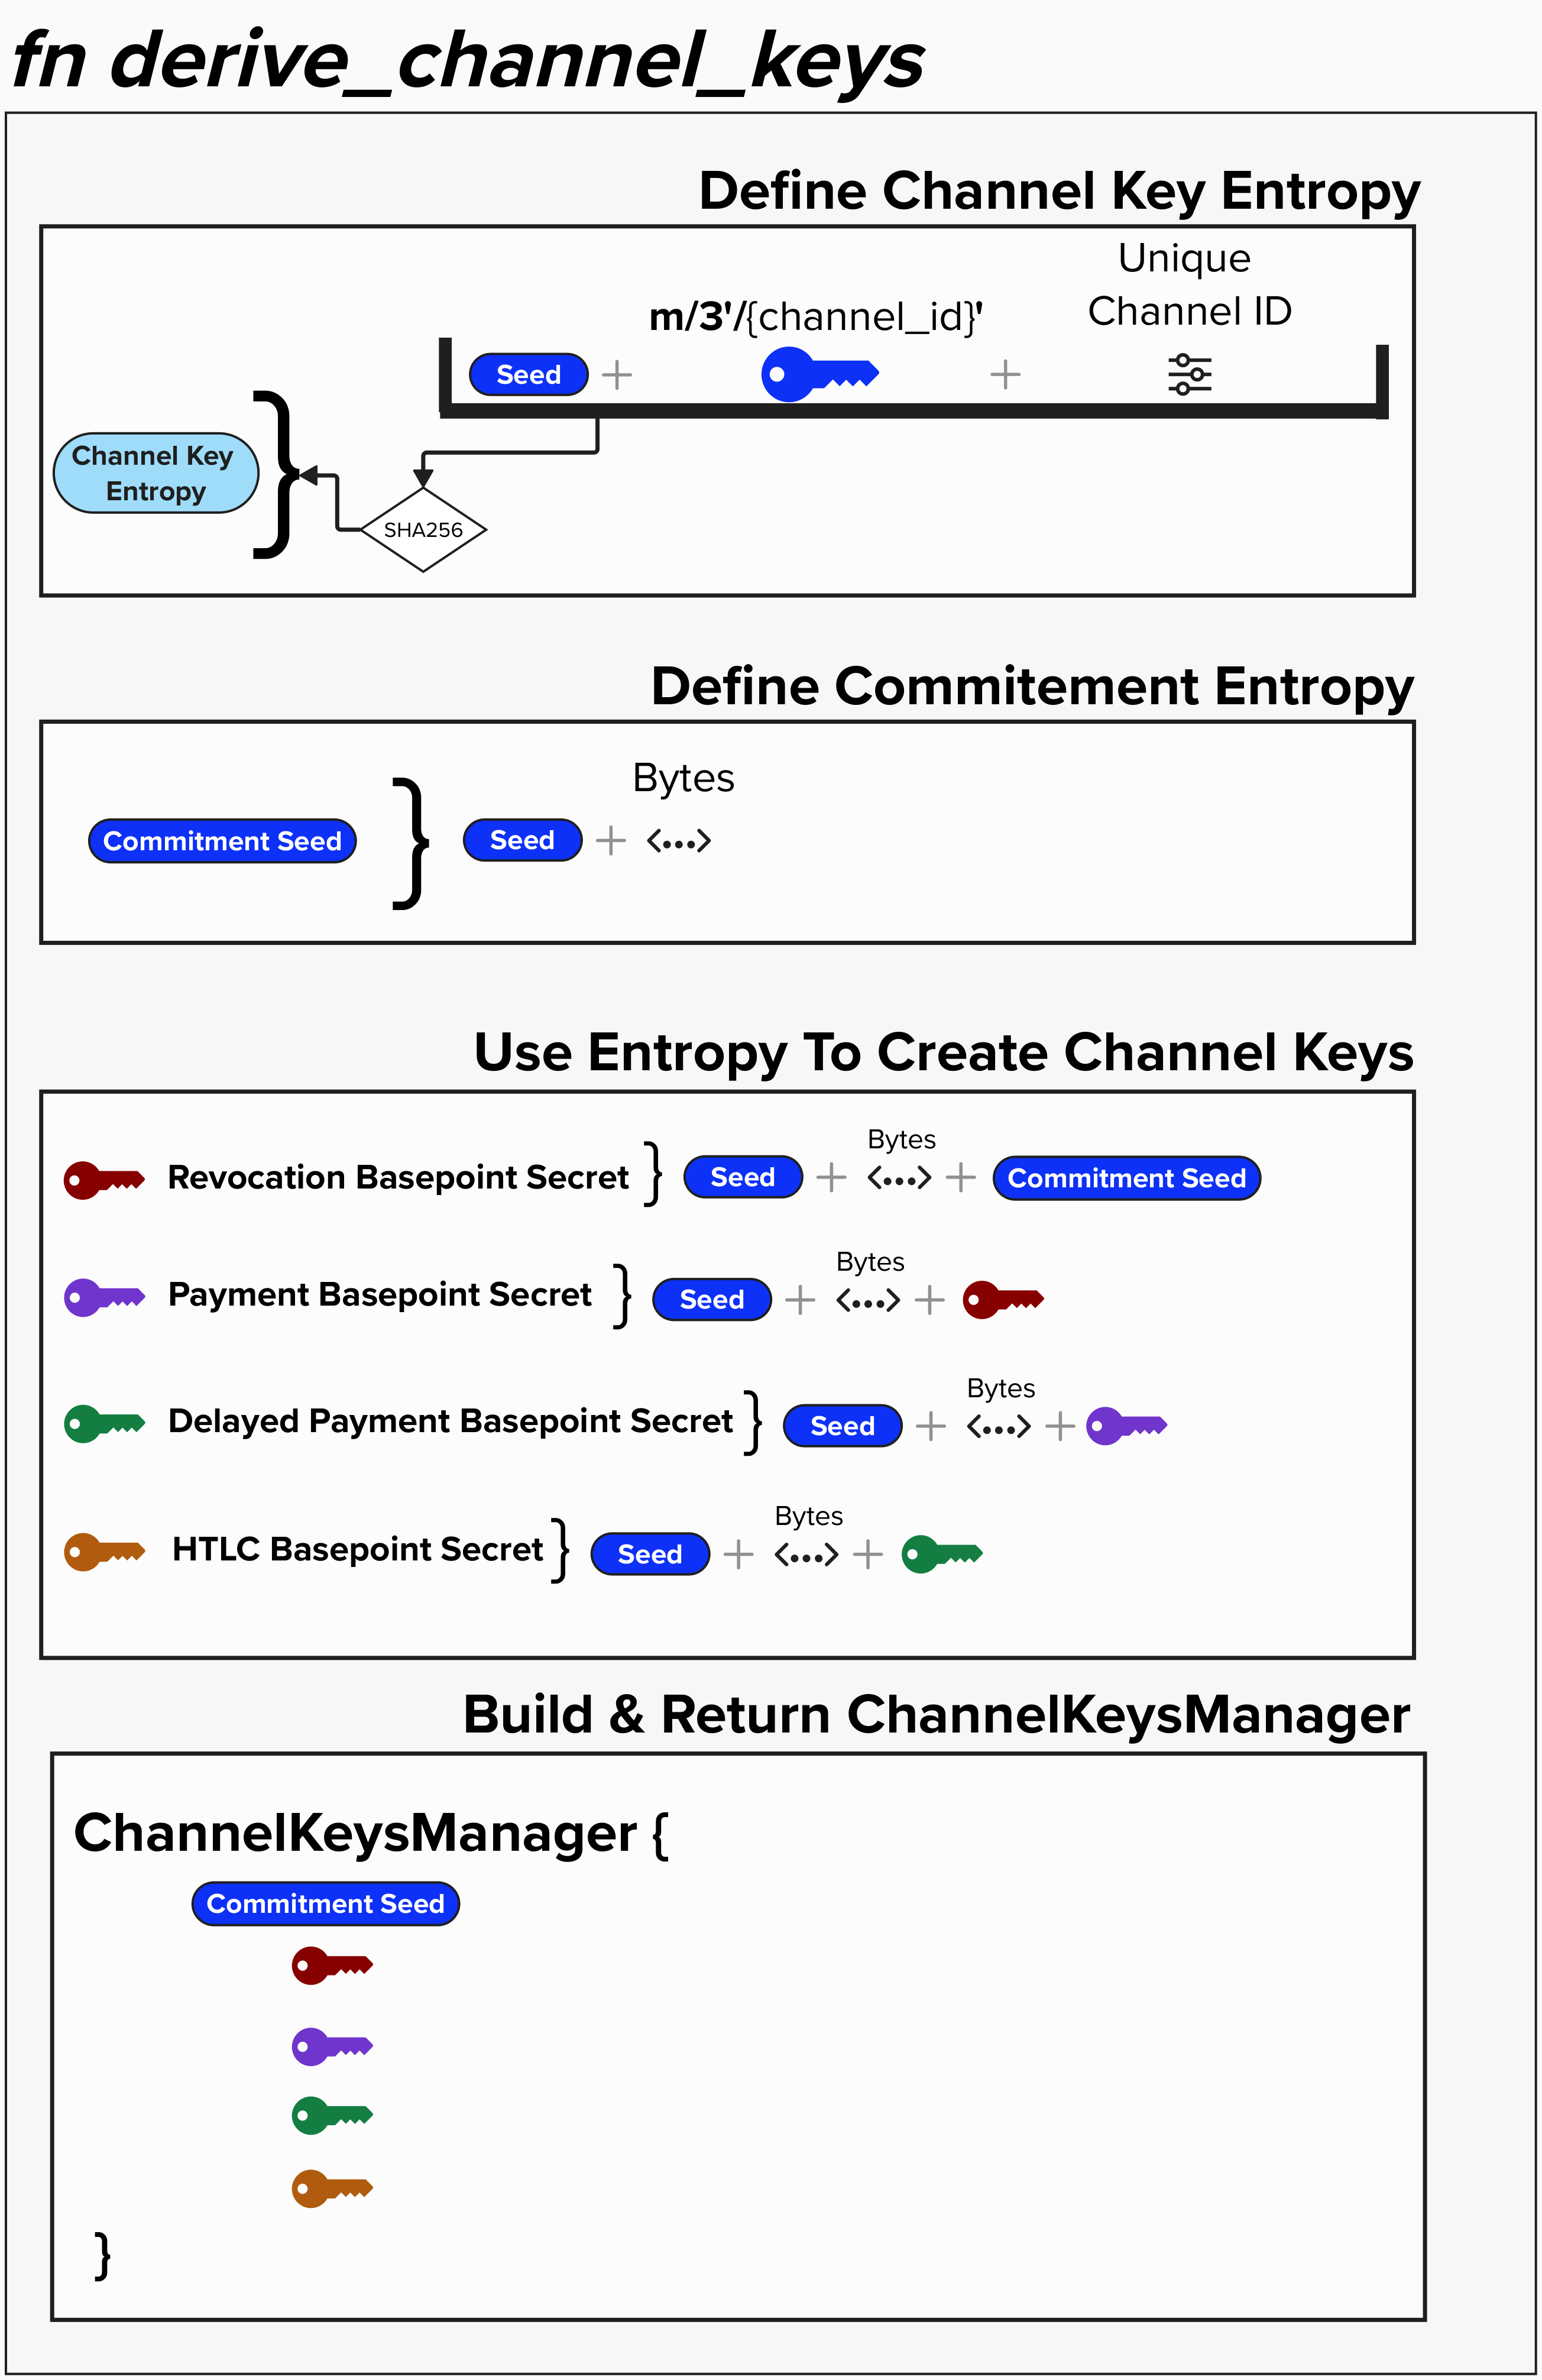 fn derive_channel_keys
Define Channel Key Entropy
Unique
Channel ID
m/3'/{channel_id}'
Seed +
+
Channel Key
Entropy
}
SHA256
Define Commitement Entropy
Bytes
Commitment Seed } Seed + <...>
Use Entropy To Create Channel Keys
Bytes
Revocation Basepoint Secret } Seed + <...> + Commitment Seed
Bytes
Payment Basepoint Secret } Seed + <...> +
Bytes
Delayed Payment Basepoint Secret } Seed + <...> +
Bytes
HTLC Basepoint Secret } Seed + <...> +
Build & Return ChannelKeysManager
ChannelKeysManager {
Commitment Seed
}